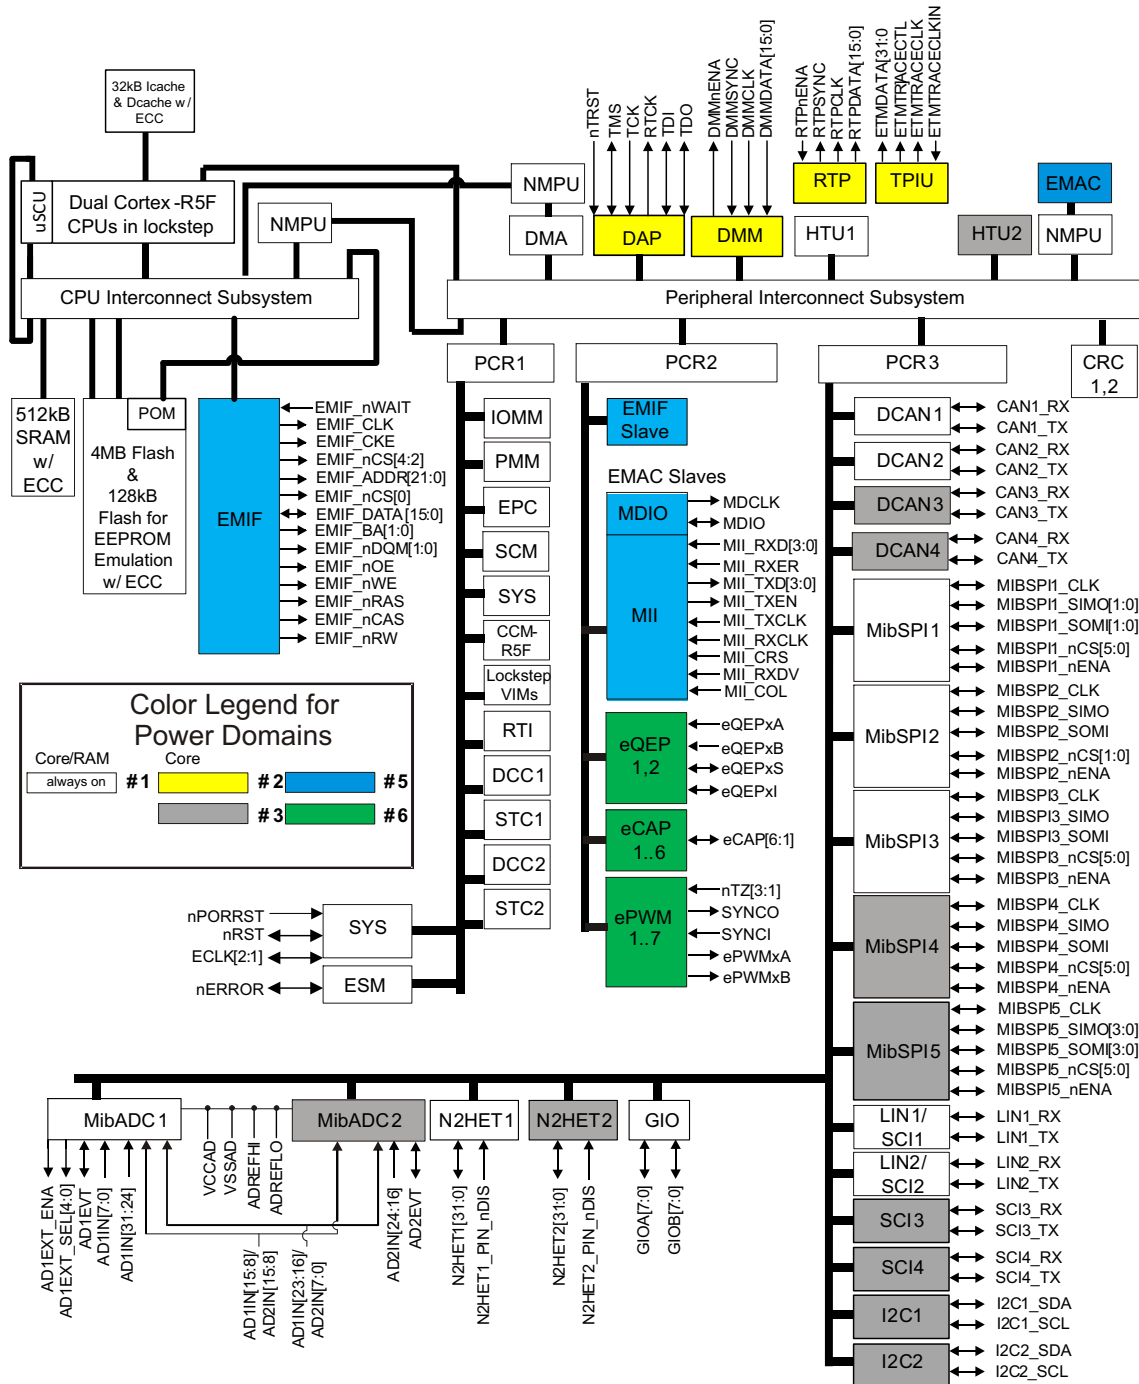 32kB Icache
& Dcache w/
ECC
uSCU
Dual Cortex -R5F
CPUs in lockstep
NMPU
CPU Interconnect Subsystem
nTRST
TMS
TCK
RTCK
TDI
TDO
DMMnENA
DMMSYNC
DMMCLK
DMMDATA[15:0]
RTPnENA
RTPSYNC
RTPCLK
RTPDATA[15:0]
ETMDATA[31:0
ETMTRACECTL
ETMTRACECLK
ETMTRACECLKIN
NMPU
DMA
DAP
DMM
RTP
TPIU
HTU1
HTU2
EMAC
NMPU
Peripheral Interconnect Subsystem
PCR1
PCR2
PCR3
CRC
1,2
512kB
SRAM
w/
ECC
POM
4MB Flash
&
128kB
Flash for
EEPROM
Emulation
w/ ECC
EMIF
EMIF_nWAIT
EMIF_CLK
EMIF_CKE
EMIF_nCS[4:2]
EMIF_ADDR[21:0]
EMIF_nCS[0]
EMIF_DATA[15:0]
EMIF_BA[1:0]
EMIF_nDQM[1:0]
EMIF_nOE
EMIF_nWE
EMIF_nRAS
EMIF_nCAS
EMIF_nRW
IOMM
PMM
EPC
SCM
SYS
CCM-
R5F
Lockstep
VIMs
RTI
DCC1
STC1
DCC2
STC2
EMIF
Slave
EMAC Slaves
MDIO
MDCLK
MDIO
MII
MII_RXD[3:0]
MII_RXER
MII_TXD[3:0]
MII_TXEN
MII_TXCLK
MII_RXCLK
MII_CRS
MII_RXDV
MII_COL
eQEP
1,2
eQEPxA
eQEPxB
eQEPxS
eQEPxI
eCAP
1..6
eCAP[6:1]
ePWM
1..7
nTZ[3:1]
SYNCO
SYNCI
ePWMxA
ePWMxB
Color Legend for
Power Domains
Core/RAM
Core
always on
#1
#2
#5
#3
#6
nPORRST
nRST
ECLK[2:1]
SYS
nERROR
ESM
DCAN1
CAN1_RX
CAN1_TX
DCAN2
CAN2_RX
CAN2_TX
DCAN3
CAN3_RX
CAN3_TX
DCAN4
CAN4_RX
CAN4_TX
MibSPI1
MIBSPI1_CLK
MIBSPI1_SIMO[1:0]
MIBSPI1_SOMI[1:0]
MIBSPI1_nCS[5:0]
MIBSPI1_nENA
MibSPI2
MIBSPI2_CLK
MIBSPI2_SIMO
MIBSPI2_SOMI
MIBSPI2_nCS[1:0]
MIBSPI2_nENA
MibSPI3
MIBSPI3_CLK
MIBSPI3_SIMO
MIBSPI3_SOMI
MIBSPI3_nCS[5:0]
MIBSPI3_nENA
MibSPI4
MIBSPI4_CLK
MIBSPI4_SIMO
MIBSPI4_SOMI
MIBSPI4_nCS[5:0]
MIBSPI4_nENA
MibSPI5
MIBSPI5_CLK
MIBSPI5_SIMO[3:0]
MIBSPI5_SOMI[3:0]
MIBSPI5_nCS[5:0]
MIBSPI5_nENA
LIN1/
SCI1
LIN1_RX
LIN1_TX
LIN2/
SCI2
LIN2_RX
LIN2_TX
SCI3
SCI3_RX
SCI3_TX
SCI4
SCI4_RX
SCI4_TX
I2C1
I2C1_SDA
I2C1_SCL
I2C2
I2C2_SDA
I2C2_SCL
MibADC1
MibADC2
N2HET1
N2HET2
GIO
AD1EXT_ENA
AD1EXT_SEL[4:0]
AD1EVT
AD1IN[7:0]
AD1IN[31:24]
VCCAD
VSSAD
ADREFHI
ADREFLO
AD1IN[15:8]/
AD2IN[15:8]
AD1IN[23:16]/
AD2IN[7:0]
AD2IN[24:16]
AD2EVT
N2HET1[31:0]
N2HET1_PIN_nDIS
N2HET2[31:0]
N2HET2_PIN_nDIS
GIOA[7:0]
GIOB[7:0]